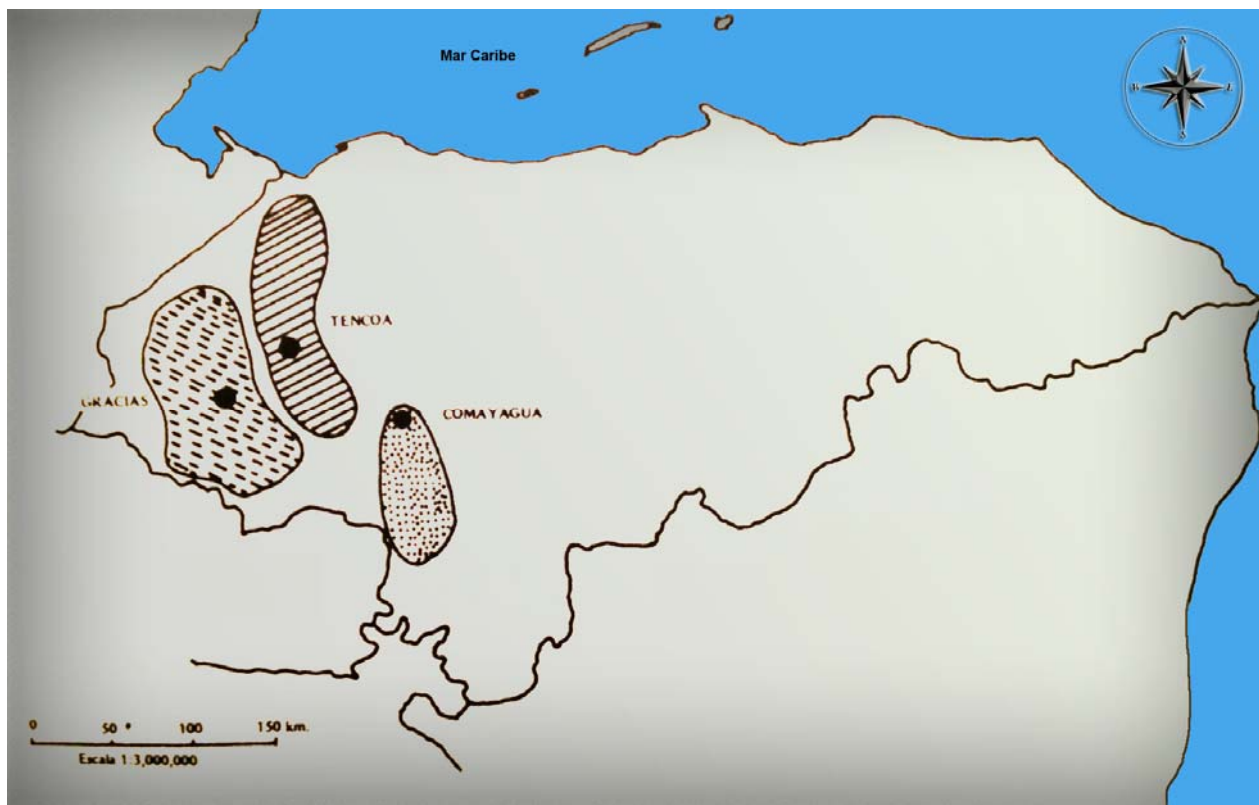 Mar Caribe
N
S
TENCOA
GRACIAS
COMAYAGUA
0 50 100 150 km.
Escala 1:3,000,000